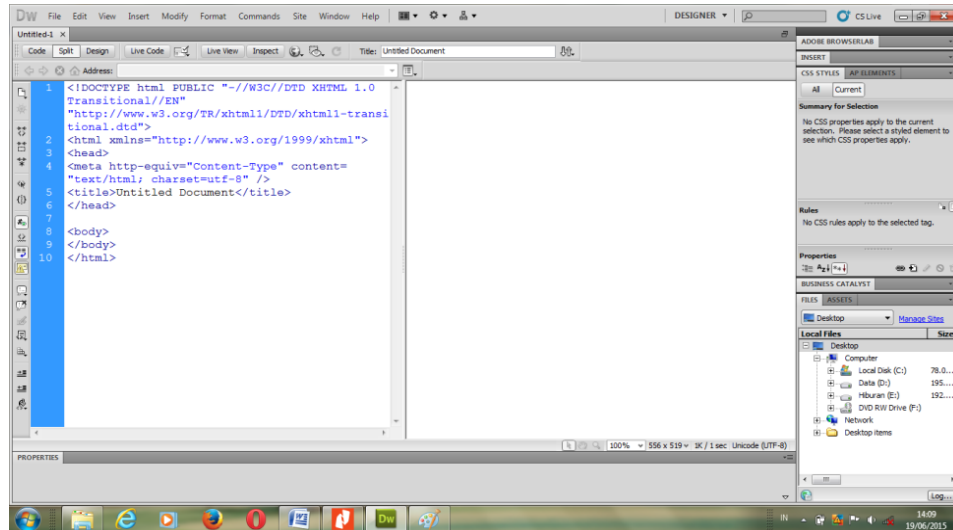 DW File Edit View Insert Modify Format Commands Site Window Help DESIGNER CS Live
Untitled-1 ×
Code Split Design Live Code Live View Inspect Title: Untitled Document
Address:
1 <!DOCTYPE html PUBLIC "-//W3C//DTD XHTML 1.0
Transitional//EN"
"http://www.w3.org/TR/xhtml1/DTD/xhtml1-transi
tional.dtd">
2 <html xmlns="http://www.w3.org/1999/xhtml">
3 <head>
4 <meta http-equiv="Content-Type" content=
"text/html; charset=utf-8" />
5 <title>Untitled Document</title>
6 </head>
7
8 <body>
9 </body>
10 </html>
100% 556 x 519 1K / 1 sec Unicode (UTF-8)
PROPERTIES
ADOBE BROWSERLAB
INSERT
CSS STYLES AP ELEMENTS
All Current
Summary for Selection
No CSS properties apply to the current
selection. Please select a styled element to
see which CSS properties apply.
Rules
No CSS rules apply to the selected tag.
Properties
BUSINESS CATALYST
FILES ASSETS
Desktop Manage Sites
Local Files Size
Desktop
Computer
Local Disk (C:) 78.0...
Data (D:) 195...
Hiburan (E:) 192...
DVD RW Drive (F:)
Network
Desktop items
Log...
Dw IN 14:09
19/06/2015